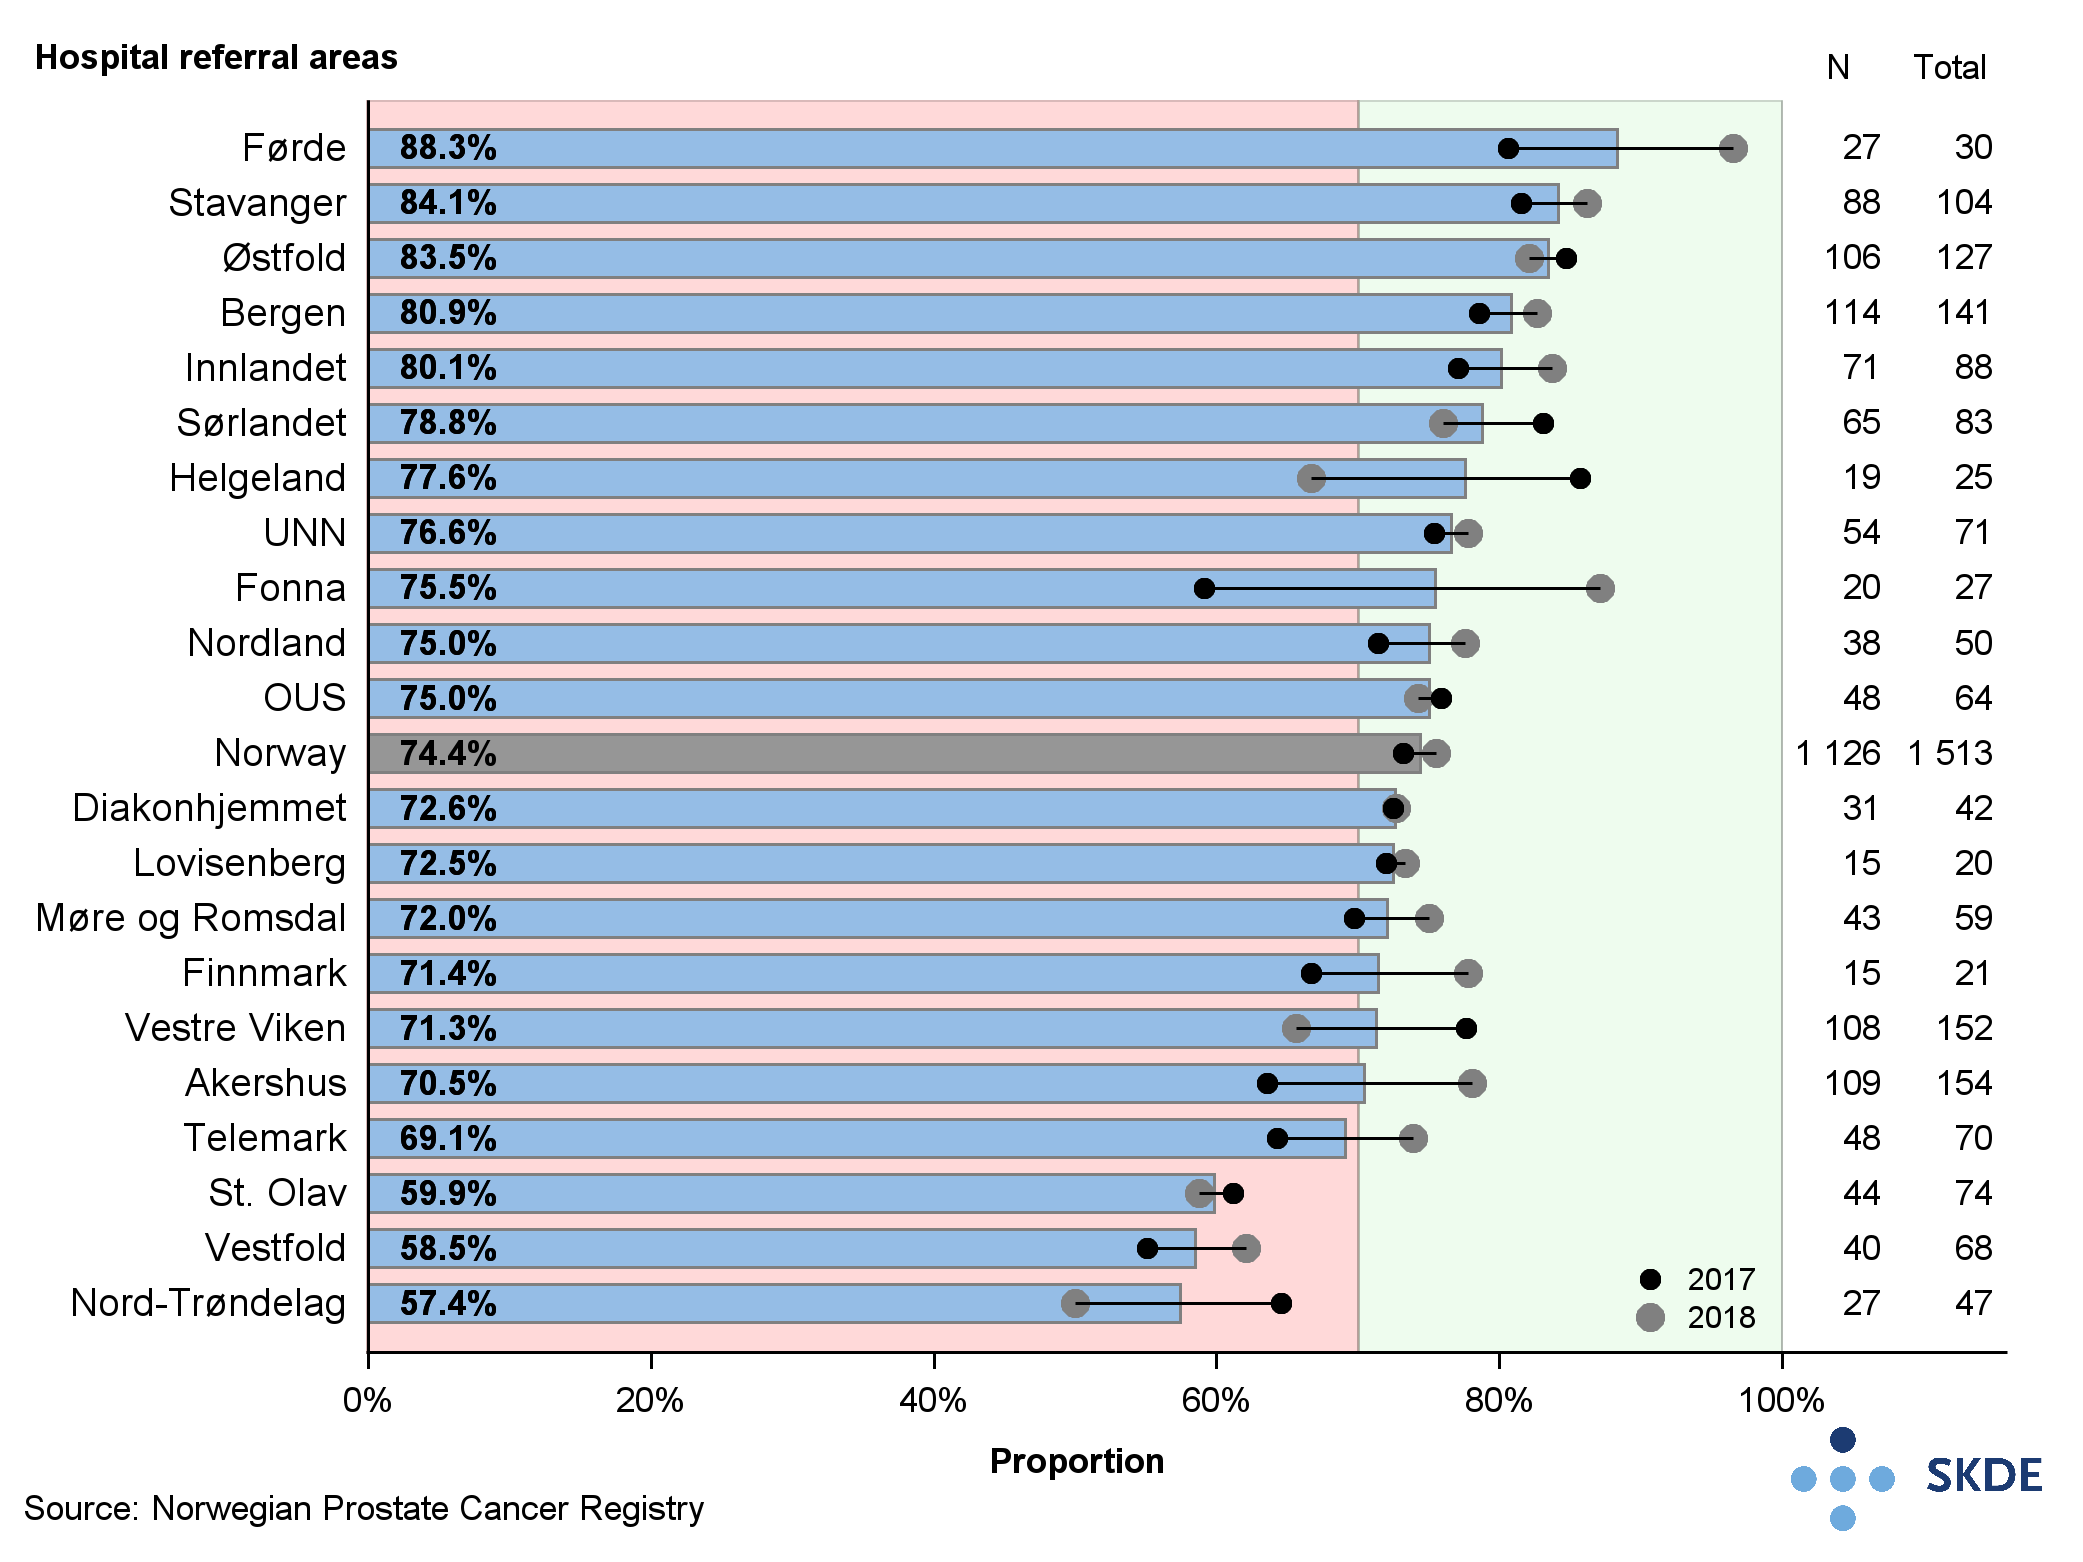 Hospital referral areas N Total
Førde 88.3% 27 30
Stavanger 84.1% 88 104
Østfold 83.5% 106 127
Bergen 80.9% 114 141
Innlandet 80.1% 71 88
Sørlandet 78.8% 65 83
Helgeland 77.6% 19 25
UNN 76.6% 54 71
Fonna 75.5% 20 27
Nordland 75.0% 38 50
OUS 75.0% 48 64
Norway 74.4% 1 126 1 513
Diakonhjemmet 72.6% 31 42
Lovisenberg 72.5% 15 20
Møre og Romsdal 72.0% 43 59
Finnmark 71.4% 15 21
Vestre Viken 71.3% 108 152
Akershus 70.5% 109 154
Telemark 69.1% 48 70
St. Olav 59.9% 44 74
Vestfold 58.5% 40 68
Nord-Trøndelag 57.4% 27 47
2017
2018
0% 20% 40% 60% 80% 100%
Proportion
SKDE
Source: Norwegian Prostate Cancer Registry